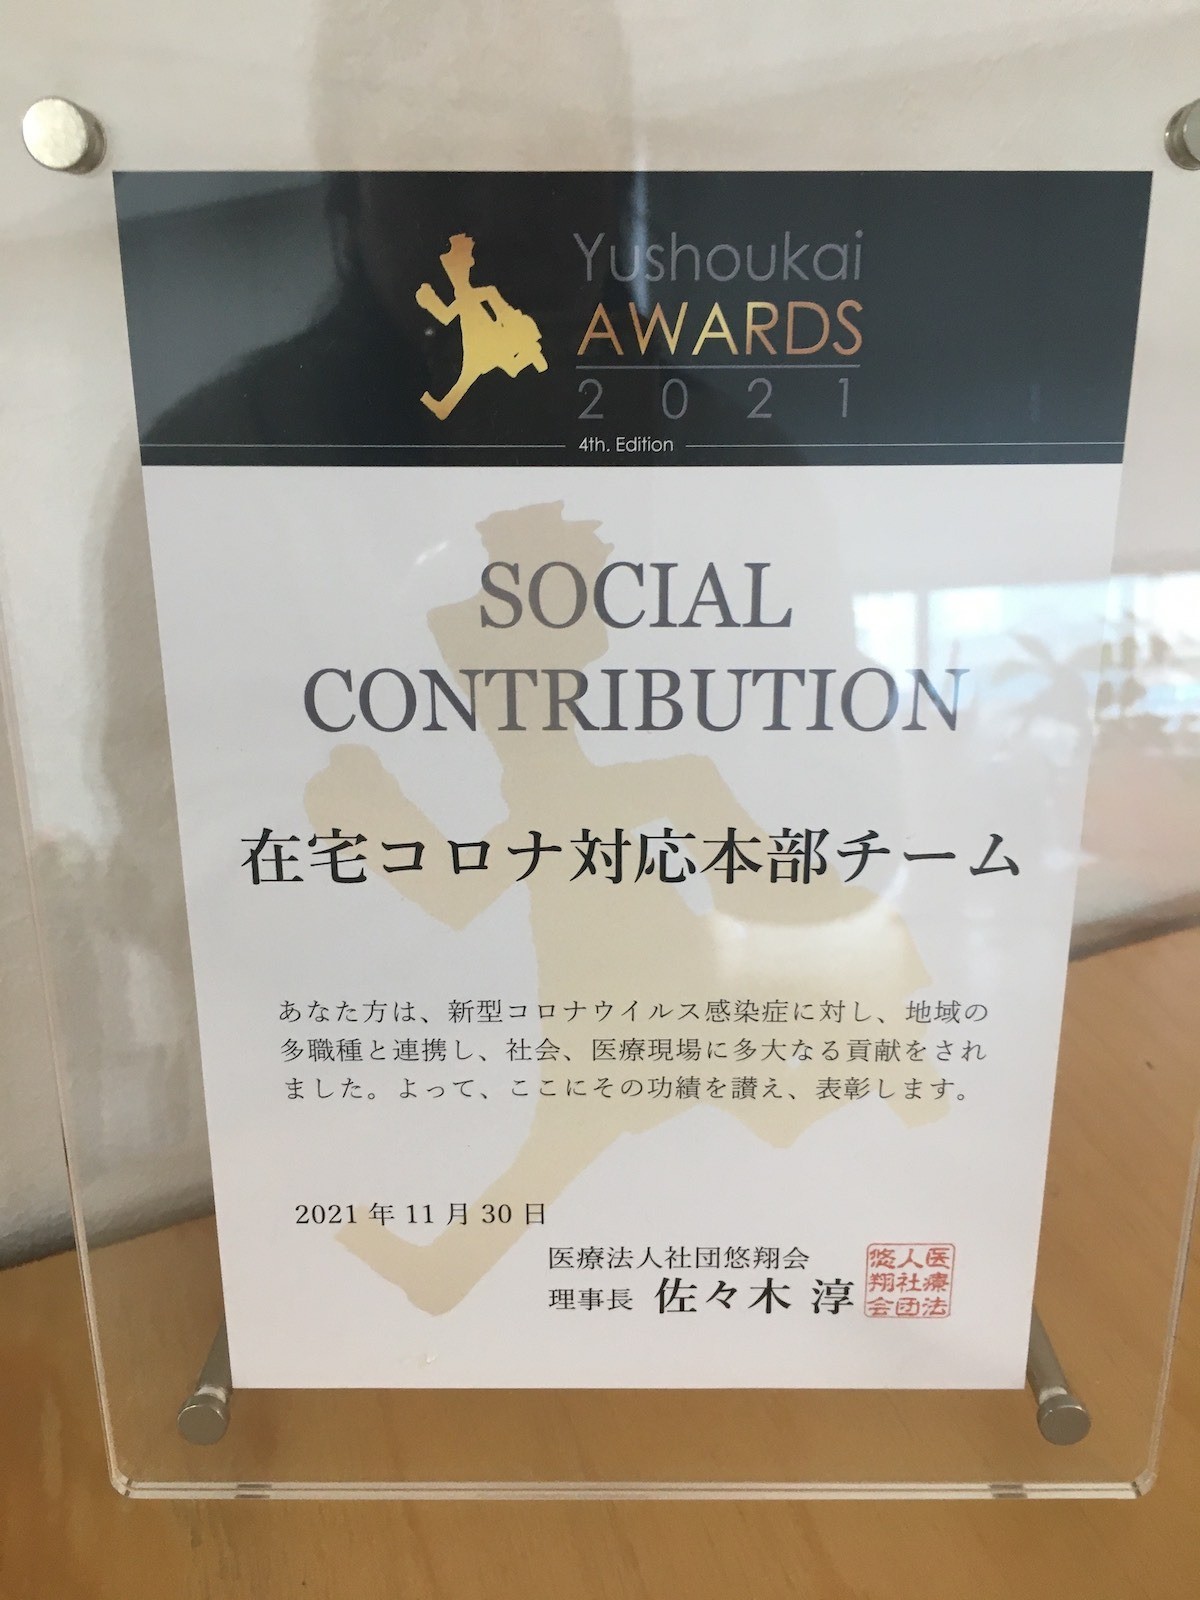 Yushoukai
AWARDS
2021
4th. Edition
SOCIAL
CONTRIBUTION
在宅コロナ対応本部チーム
あなた方は、新型コロナウイルス感染症に対し、地域の
多職種と連携し、社会、医療現場に多大なる貢献をされ
ました。よって、ここにその功績を讃え、表彰します。
2021 年 11 月 30 日
医療法人社団悠翔会
理事長 佐々木 淳
医療法
人社団
悠翔会